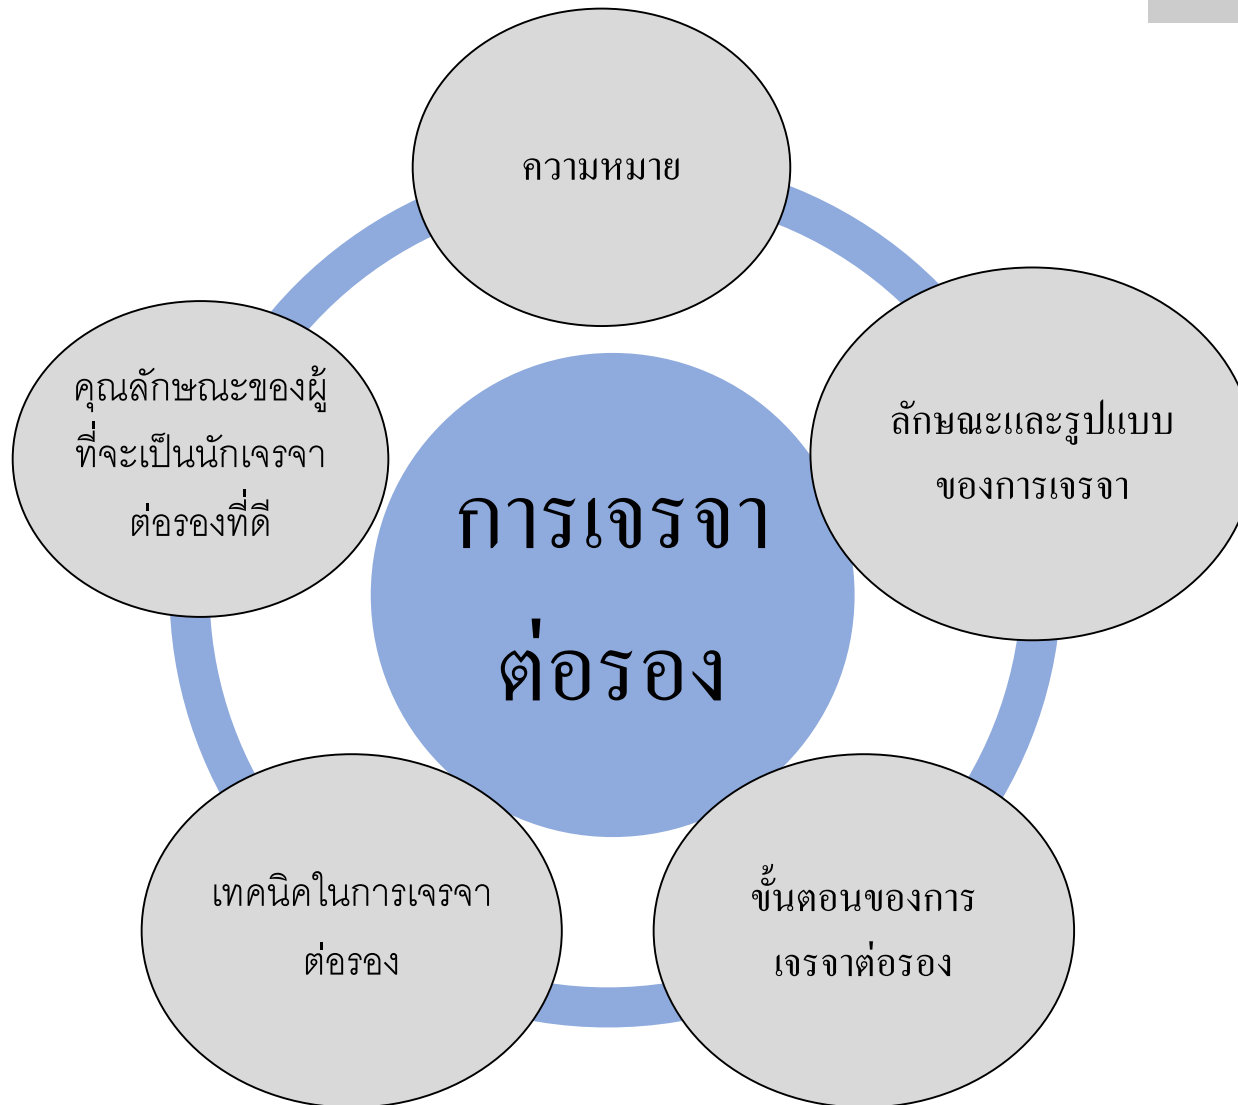 ความหมาย
ลักษณะและรูปแบบ
ของการเจรจา
ขั้นตอนของการ
เจรจาต่อรอง
เทคนิคในการเจรจา
ต่อรอง
คุณลักษณะของผู้
ที่จะเป็นนักเจรจา
ต่อรองที่ดี
การเจรจา
ต่อรอง